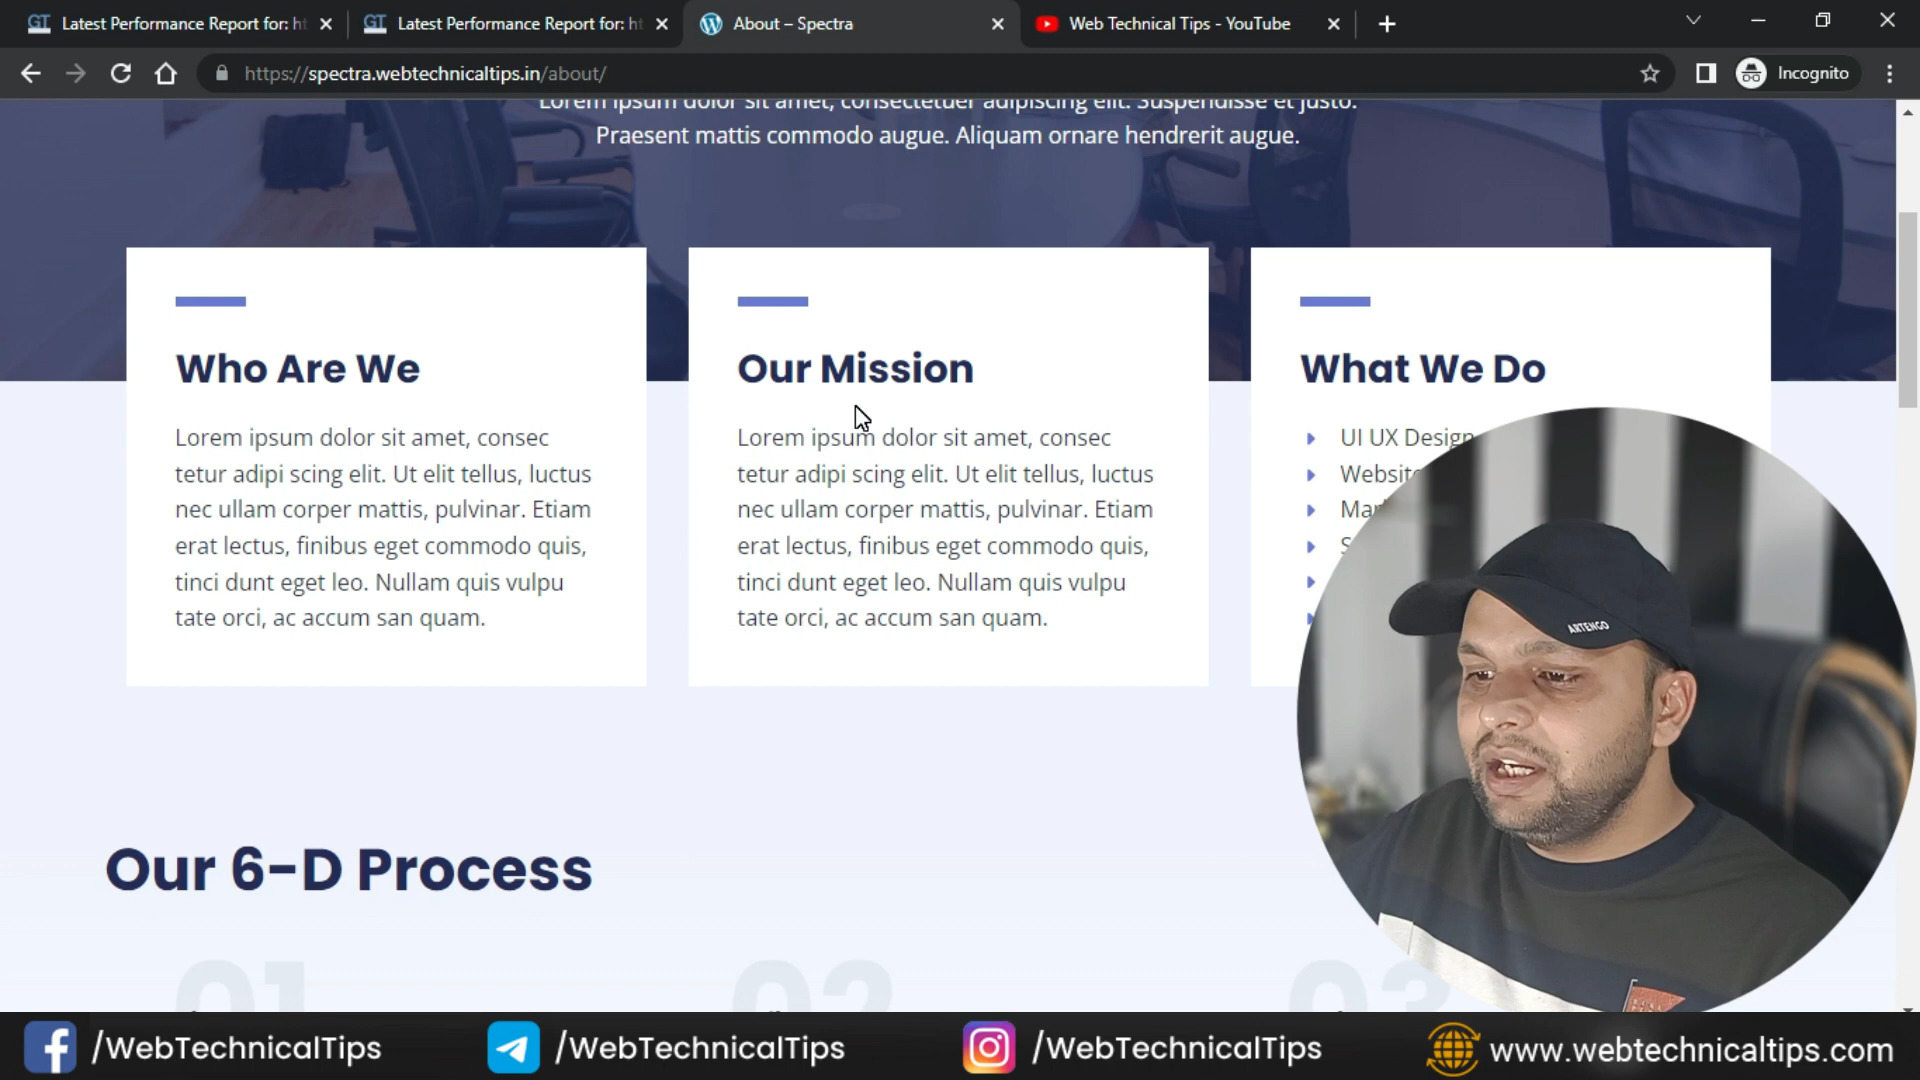 Latest Performance Report for: ht
Latest Performance Report for: ht
About – Spectra
Web Technical Tips - YouTube
https://spectra.webtechnicaltips.in/about/
Incognito
Lorem ipsum dolor sit amet, consectetuer adipiscing elit. Suspendisse et justo.
Praesent mattis commodo augue. Aliquam ornare hendrerit augue.
Who Are We
Lorem ipsum dolor sit amet, consec
tetur adipi scing elit. Ut elit tellus, luctus
nec ullam corper mattis, pulvinar. Etiam
erat lectus, finibus eget commodo quis,
tinci dunt eget leo. Nullam quis vulpu
tate orci, ac accum san quam.
Our Mission
Lorem ipsum dolor sit amet, consec
tetur adipi scing elit. Ut elit tellus, luctus
nec ullam corper mattis, pulvinar. Etiam
erat lectus, finibus eget commodo quis,
tinci dunt eget leo. Nullam quis vulpu
tate orci, ac accum san quam.
What We Do
UI UX Design
Website
ARTENGO
Our 6-D Process
01
02
03
/WebTechnicalTips
/WebTechnicalTips
/WebTechnicalTips
www.webtechnicaltips.com